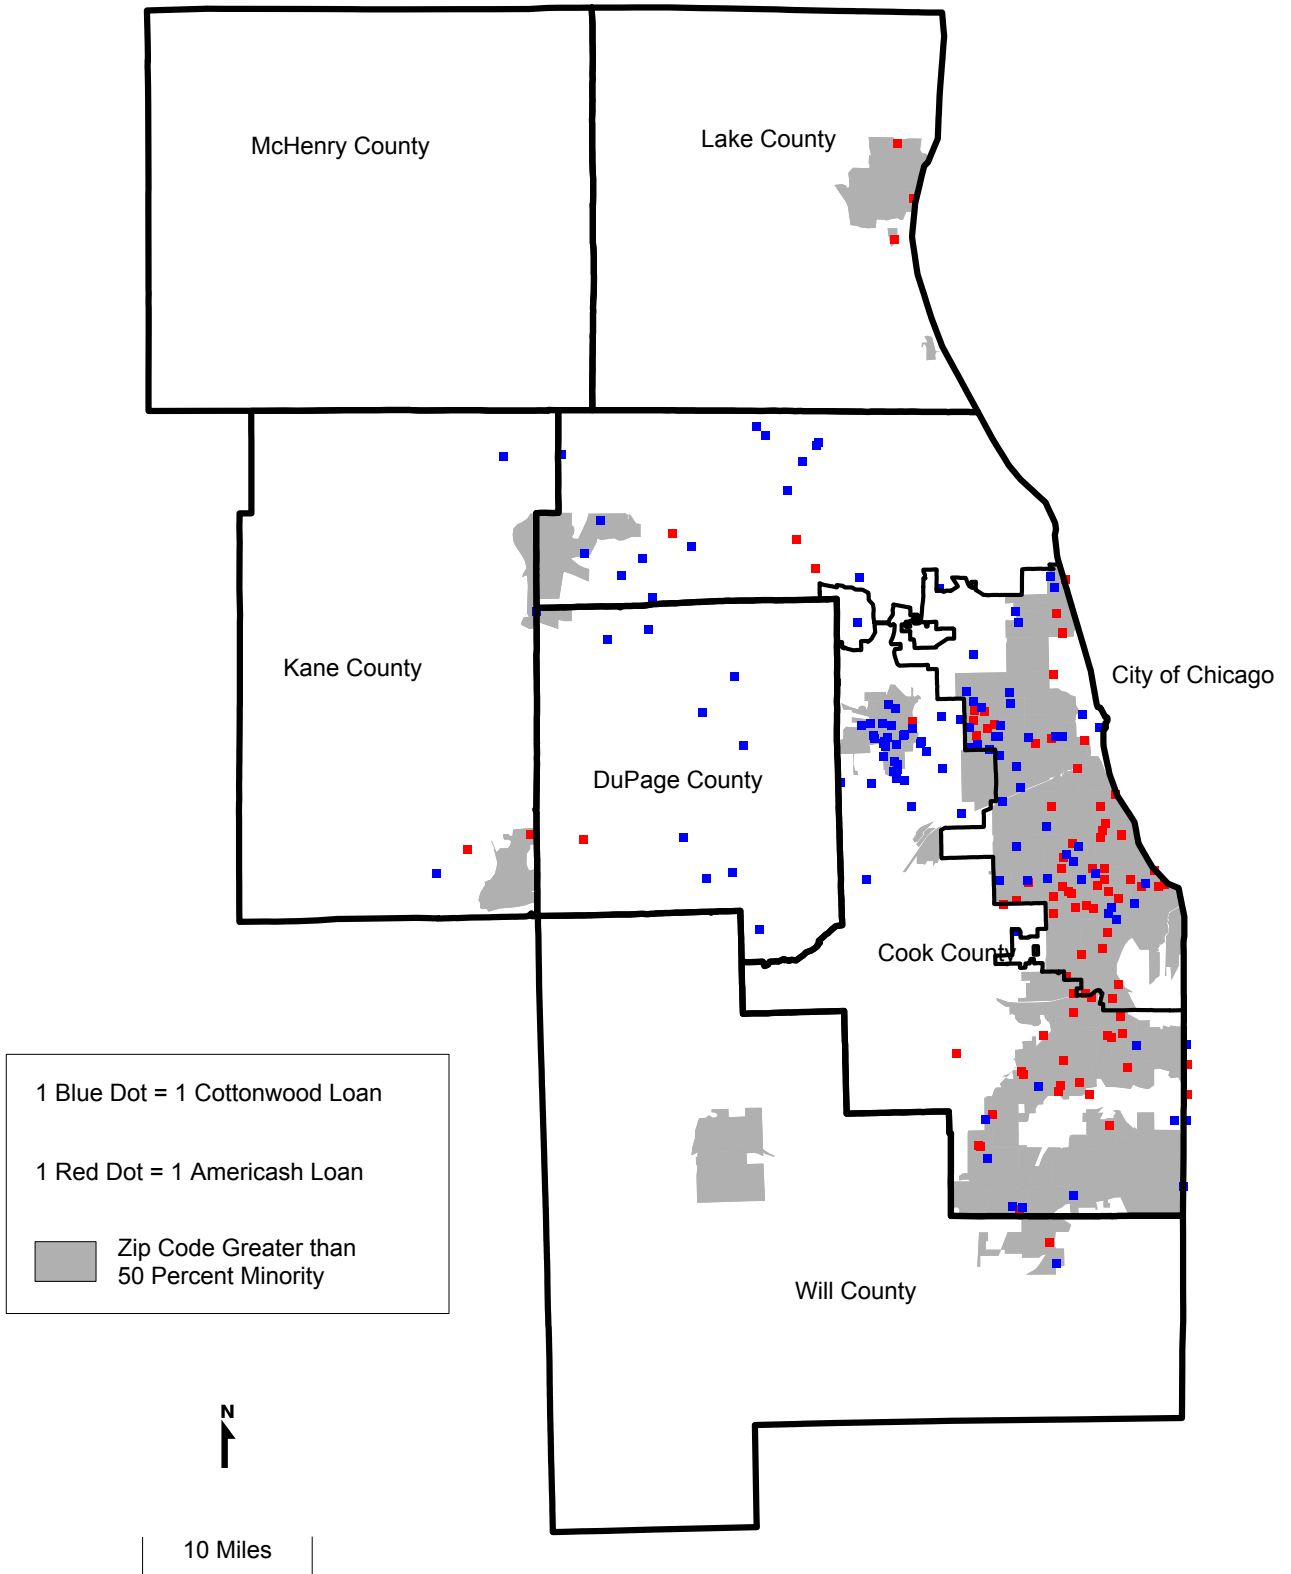 McHenry County
Lake County
Kane County
City of Chicago
DuPage County
Cook County
1 Blue Dot = 1 Cottonwood Loan
1 Red Dot = 1 Americash Loan
Zip Code Greater than
50 Percent Minority
Will County
N
10 Miles